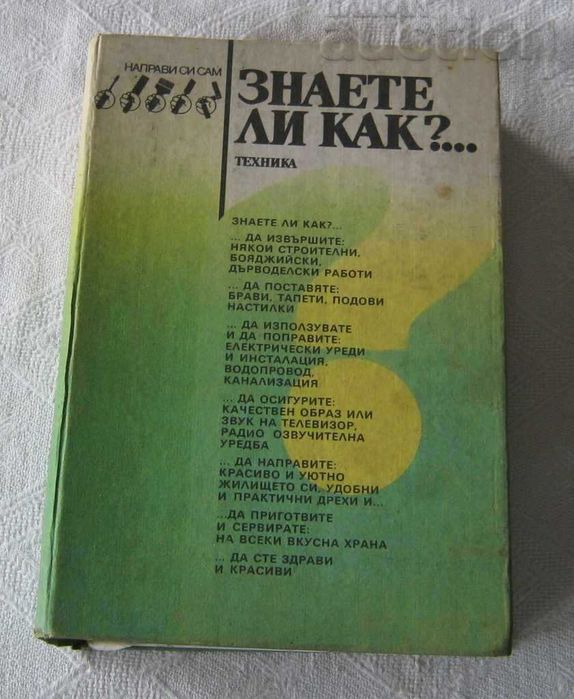 auction
НАПРАВИ СИ САМ
ЗНАЕТЕ
ЛИ КАК?...
ТЕХНИКА
ЗНАЕТЕ ЛИ КАК?...
... ДА ИЗВЪРШИТЕ:
НЯКОИ СТРОИТЕЛНИ,
БОЯДЖИЙСКИ,
ДЪРВОДЕЛСКИ РАБОТИ
... ДА ПОСТАВЯТЕ:
БРАВИ, ТАПЕТИ, ПОДОВИ
НАСТИЛКИ
... ДА ИЗПОЛЗУВАТЕ
И ДА ПОПРАВИТЕ:
ЕЛЕКТРИЧЕСКИ УРЕДИ
И ИНСТАЛАЦИЯ,
ВОДОПРОВОД,
КАНАЛИЗАЦИЯ
... ДА ОСИГУРИТЕ:
КАЧЕСТВЕН ОБРАЗ ИЛИ
ЗВУК НА ТЕЛЕВИЗОР,
РАДИО ОЗВУЧИТЕЛНА
УРЕДБА
... ДА НАПРАВИТЕ:
КРАСИВО И УЮТНО
ЖИЛИЩЕТО СИ, УДОБНИ
И ПРАКТИЧНИ ДРЕХИ И...
...ДА ПРИГОТВИТЕ
И СЕРВИРАТЕ:
НА ВСЕКИ ВКУСНА ХРАНА
... ДА СТЕ ЗДРАВИ
И КРАСИВИ